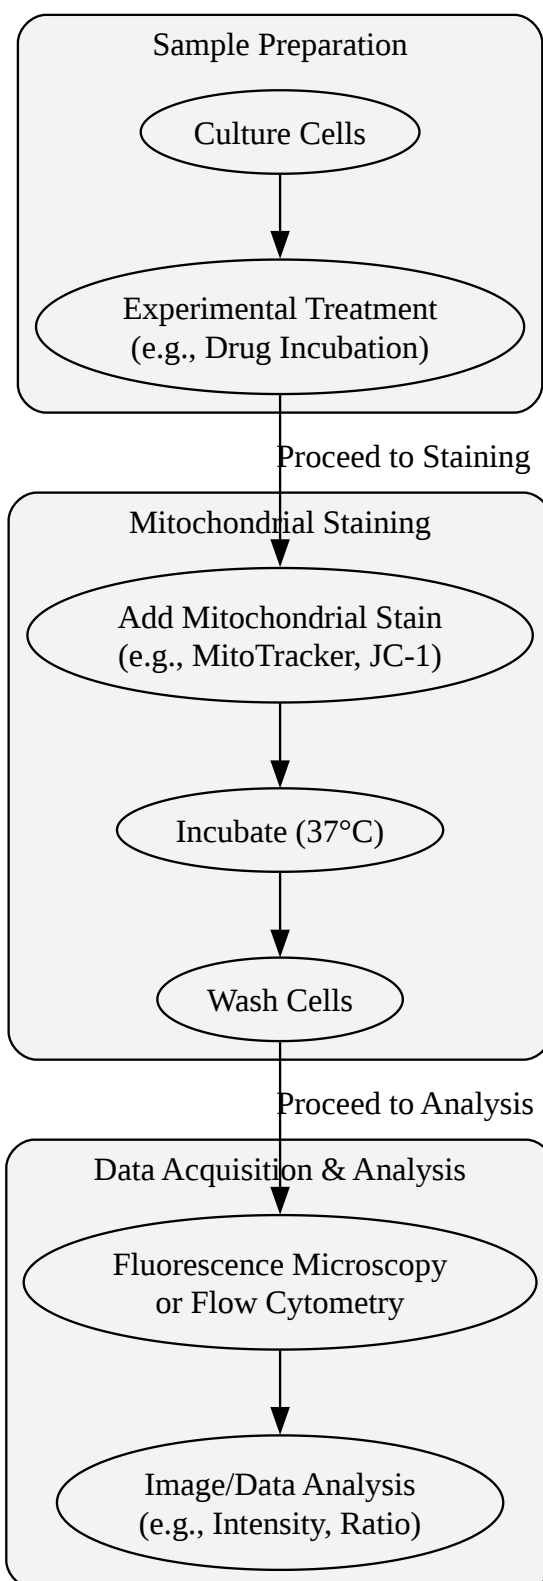 Sample Preparation
Culture Cells
Experimental Treatment
(e.g., Drug Incubation)
Proceed to Staining
Mitochondrial Staining
Add Mitochondrial Stain
(e.g., MitoTracker, JC-1)
Incubate (37°C)
Wash Cells
Proceed to Analysis
Data Acquisition & Analysis
Fluorescence Microscopy
or Flow Cytometry
Image/Data Analysis
(e.g., Intensity, Ratio)